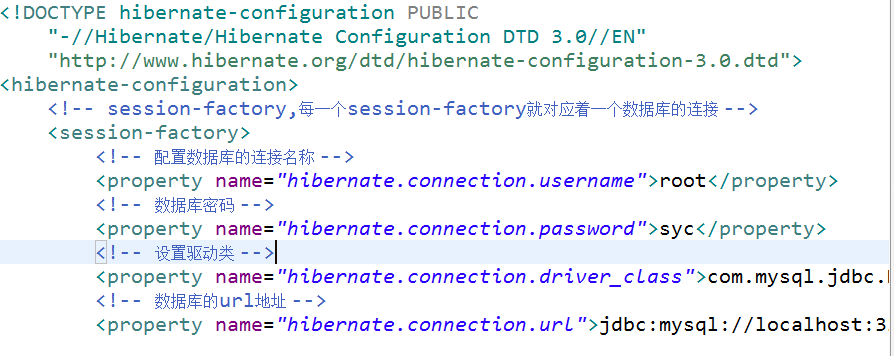 <!DOCTYPE hibernate-configuration PUBLIC
"-//Hibernate/Hibernate Configuration DTD 3.0//EN"
"http://www.hibernate.org/dtd/hibernate-configuration-3.0.dtd">
<hibernate-configuration>
<!-- session-factory,每一个session-factory就对应着一个数据库的连接 -->
<session-factory>
<!-- 配置数据库的连接名称 -->
<property name="hibernate.connection.username">root</property>
<!-- 数据库密码 -->
<property name="hibernate.connection.password">syc</property>
<!-- 设置驱动类 -->
<property name="hibernate.connection.driver_class">com.mysql.jdbc.
<!-- 数据库的url地址 -->
<property name="hibernate.connection.url">jdbc:mysql://localhost:3